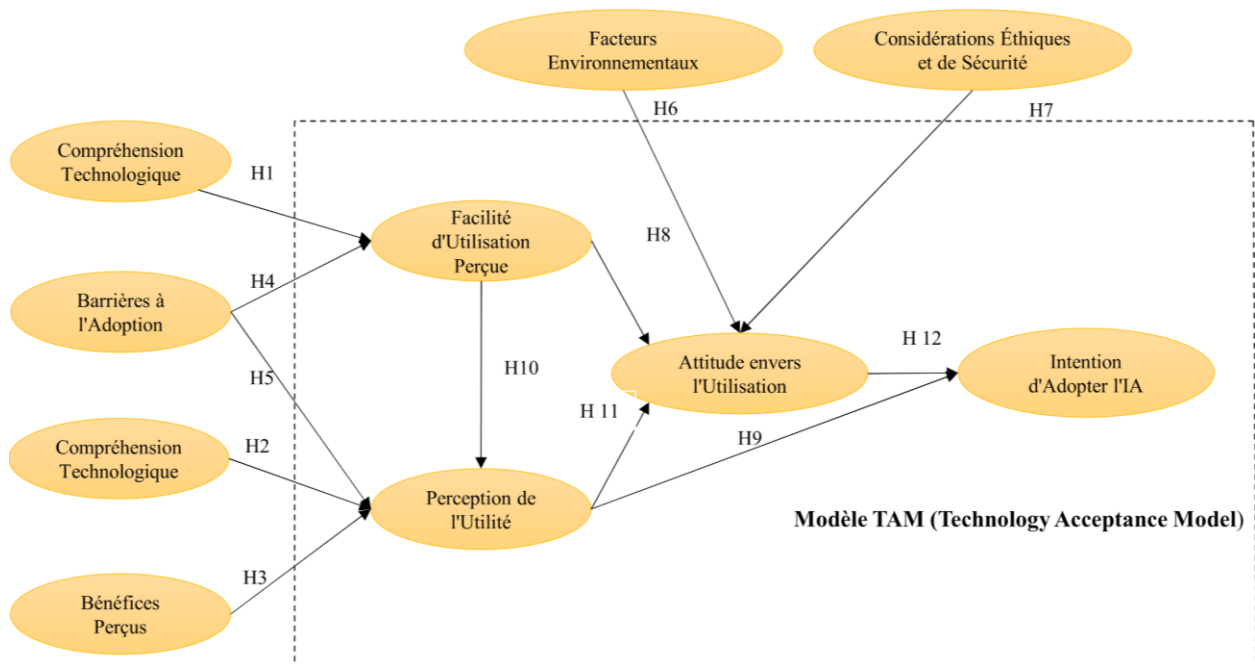 Facteurs
Environnementaux
Considérations Éthiques
et de Sécurité
H6
H7
Compréhension
Technologique
H1
Facilité
d'Utilisation
Perçue
H8
H4
Barrières à
l'Adoption
H5
H10
Attitude envers
l'Utilisation
H 12
Intention
d'Adopter l'IA
H 11
H9
Compréhension
Technologique
H2
Perception de
l'Utilité
Modèle TAM (Technology Acceptance Model)
H3
Bénéfices
Perçus